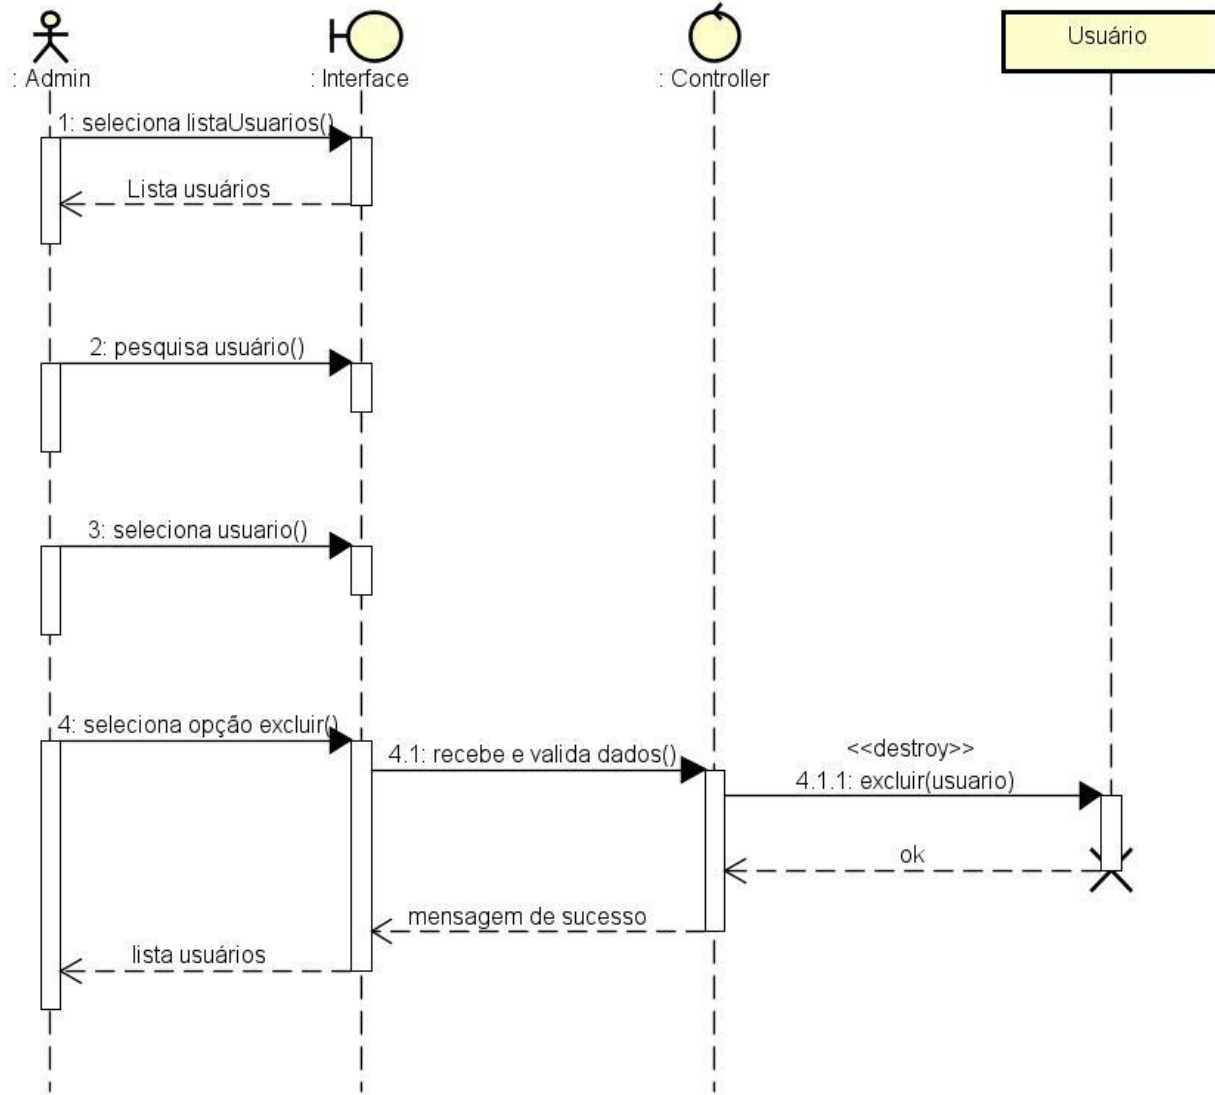 Usuário
: Admin
: Interface
: Controller
1: seleciona listaUsuarios()
Lista usuários
2: pesquisa usuário()
3: seleciona usuario()
4: seleciona opção excluir()
4.1: recebe e valida dados()
<<destroy>>
4.1.1: excluir(usuario)
ok
mensagem de sucesso
lista usuários